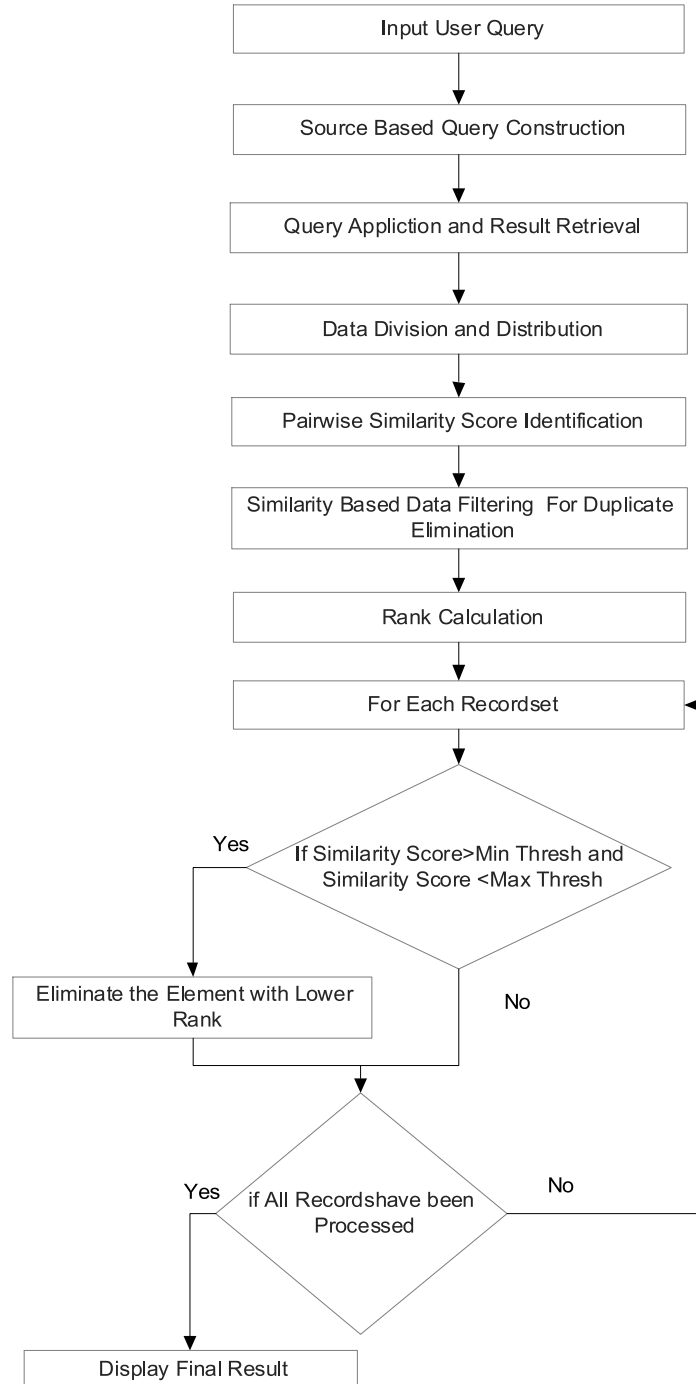 Input User Query
Source Based Query Construction
Query Appliction and Result Retrieval
Data Division and Distribution
Pairwise Similarity Score Identification
Similarity Based Data Filtering  For Duplicate
Elimination
Rank Calculation
For Each Recordset
Yes
If Similarity Score>Min Thresh and
Similarity Score <Max Thresh
Eliminate the Element with Lower
Rank
No
Yes
if All Recordshave been
Processed
No
Display Final Result